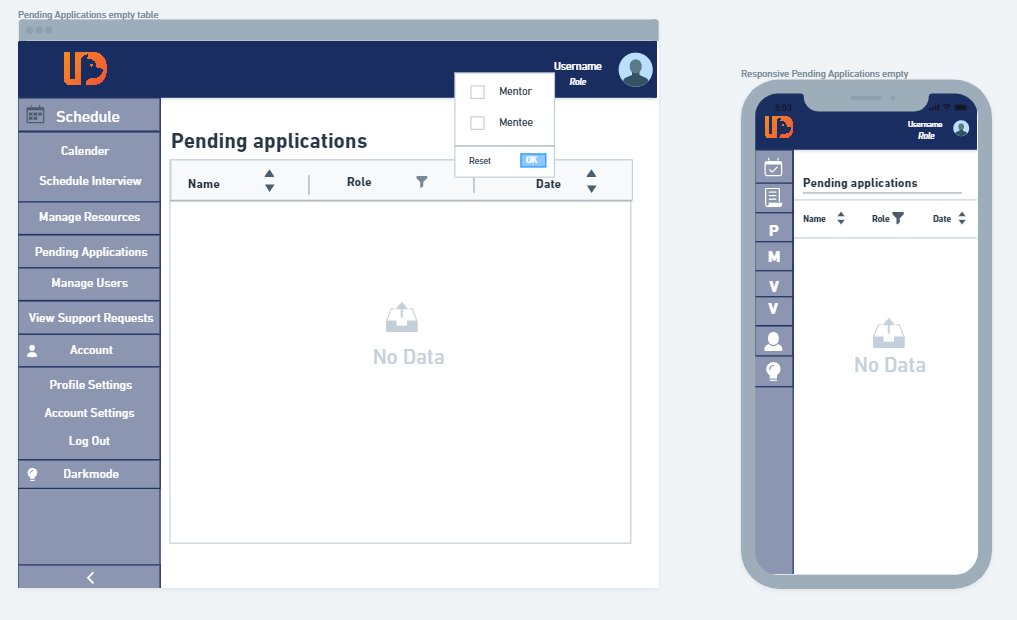 Pending Applications empty table
Username
Role
Mentor
Mentee
Reset
OK
Schedule
Calender
Schedule Interview
Manage Resources
Pending Applications
Manage Users
View Support Requests
Account
Profile Settings
Account Settings
Log Out
Darkmode
Pending applications
Name
Role
Date
No Data
Responsive Pending Applications empty
3:03
Username
Role
P
M
V
V
Pending applications
Name
Role
Date
No Data